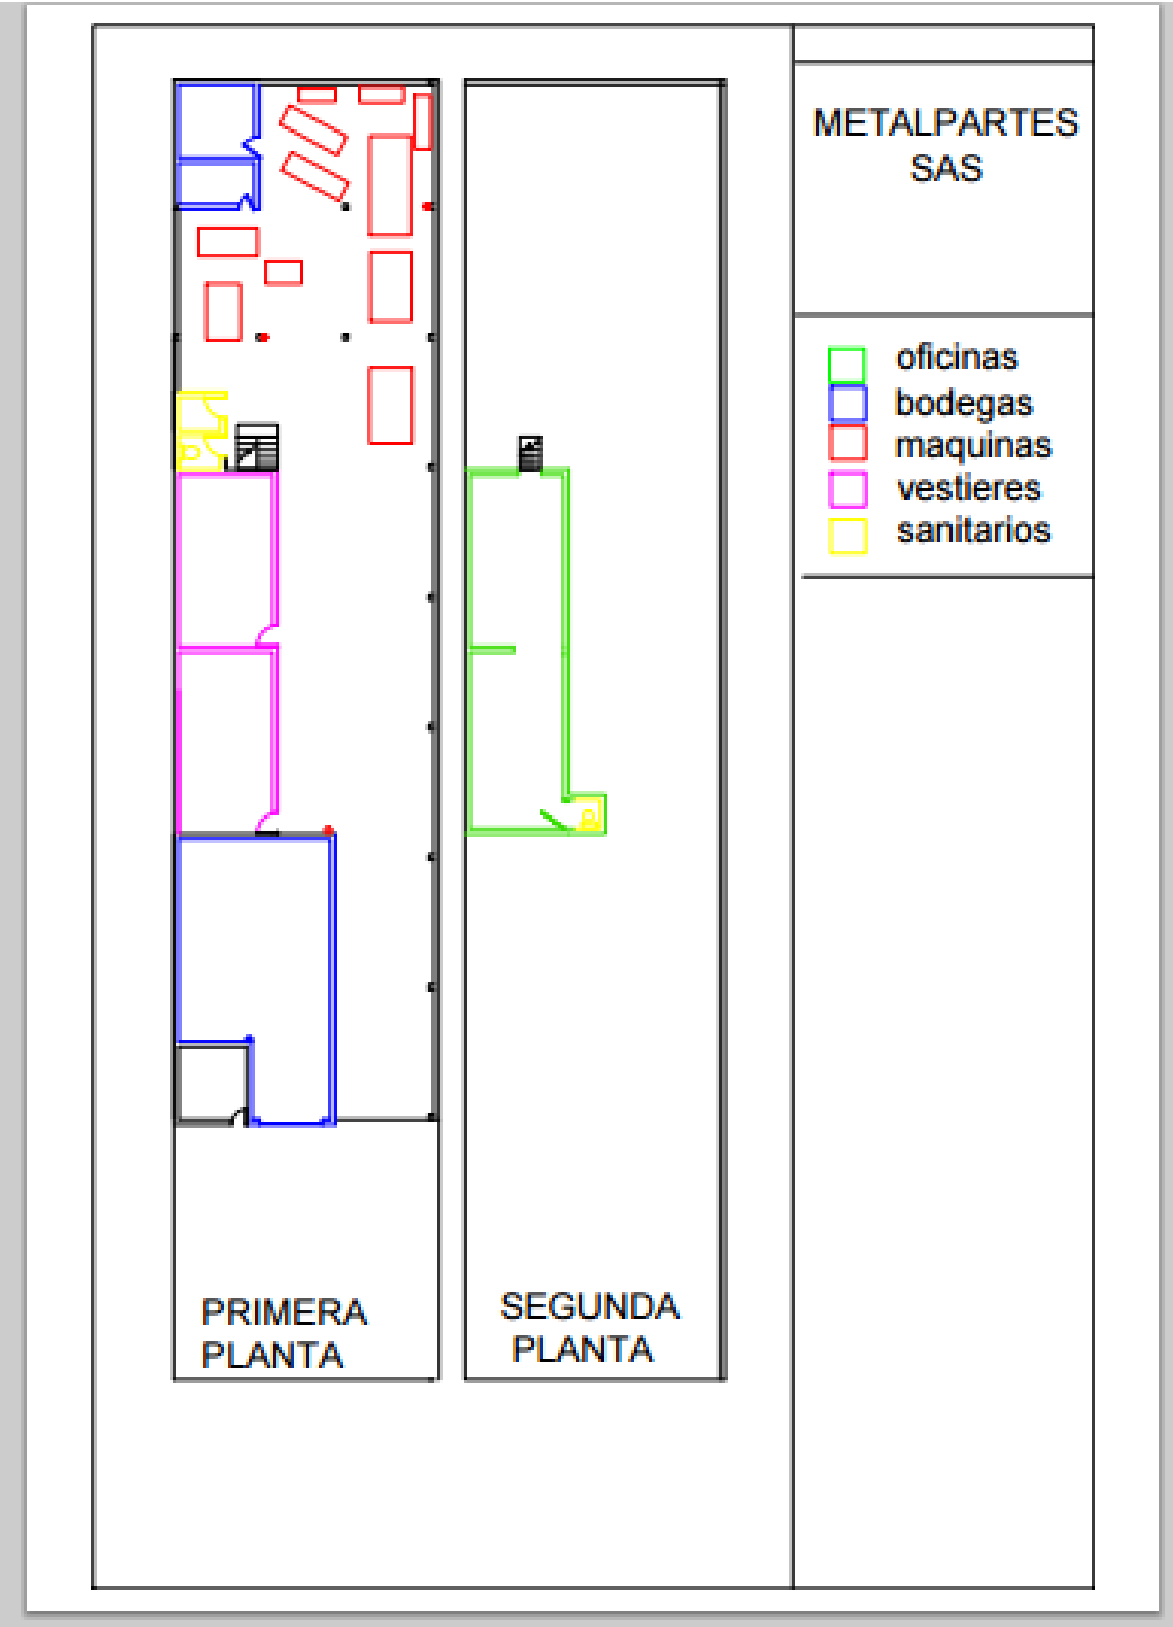 METALPARTES
SAS
oficinas
bodegas
maquinas
vestieres
sanitarios
PRIMERA
PLANTA
SEGUNDA
PLANTA